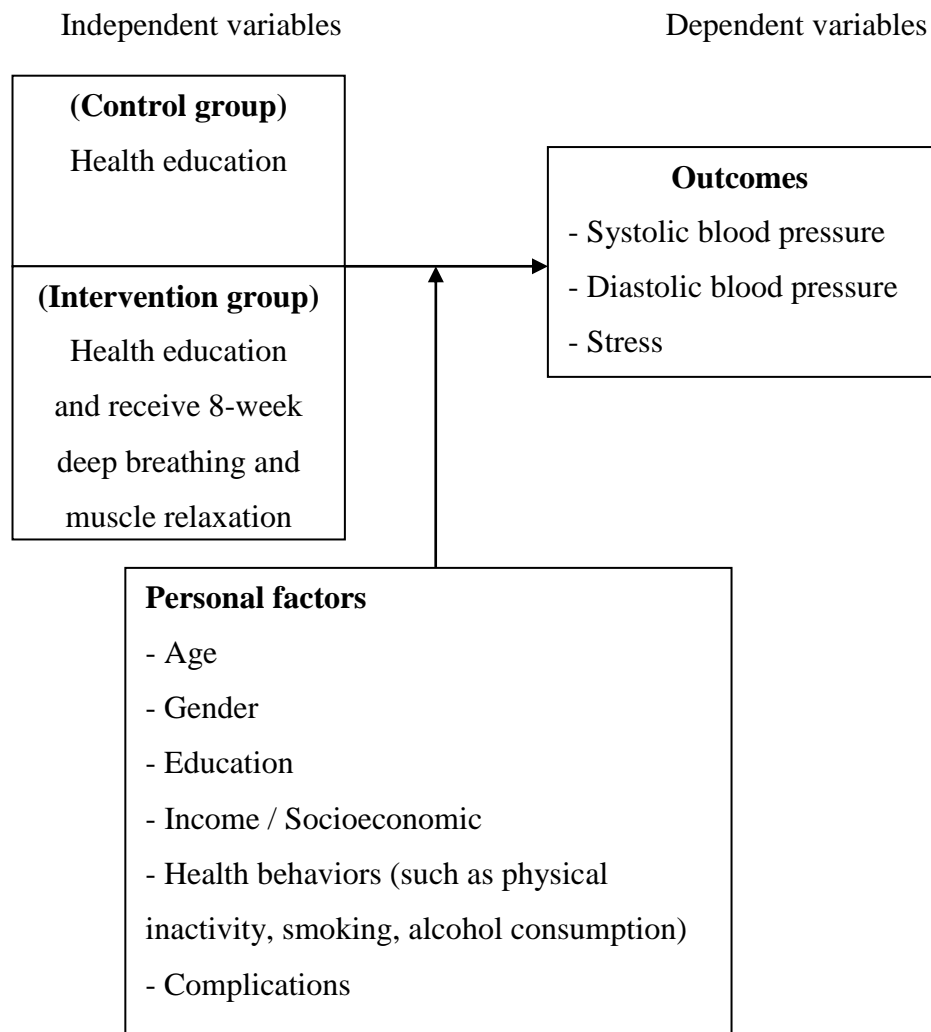 Independent variables
Dependent variables
(Control group)
Health education
(Intervention group)
Health education
and receive 8-week
deep breathing and
muscle relaxation
Outcomes
- Systolic blood pressure
- Diastolic blood pressure
- Stress
Personal factors
- Age
- Gender
- Education
- Income / Socioeconomic
- Health behaviors (such as physical
inactivity, smoking, alcohol consumption)
- Complications